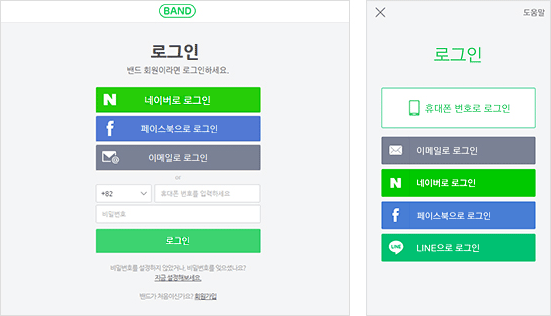 BAND
로그인
밴드 회원이라면 로그인하세요.
N 네이버로 로그인
f 페이스북으로 로그인
이메일로 로그인
or
+82 휴대폰 번호를 입력하세요
비밀번호
로그인
비밀번호를 설정하지 않았거나, 비밀번호를 잊으셨나요?
지금 설정해보세요.
밴드가 처음이신가요? 회원가입
도움말
로그인
휴대폰 번호로 로그인
이메일로 로그인
N 네이버로 로그인
f 페이스북으로 로그인
LINE LINE으로 로그인